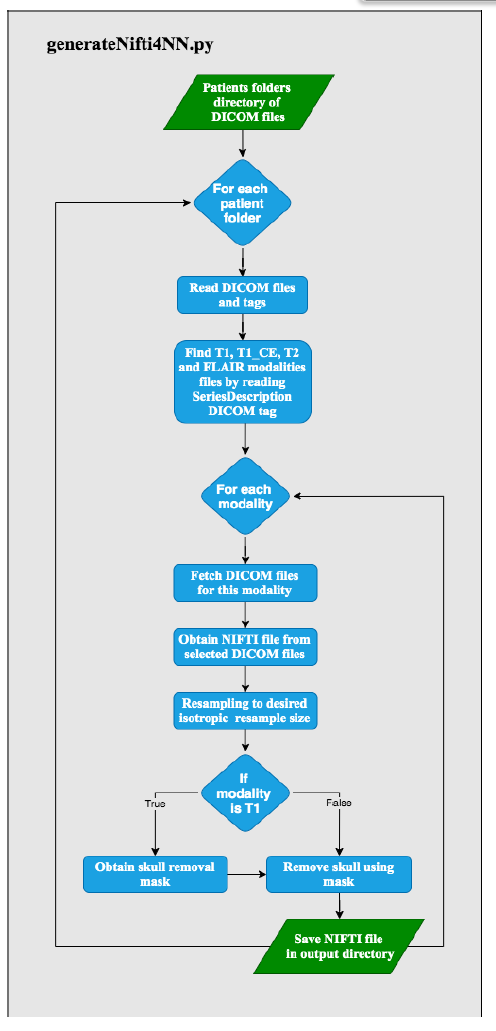 generateNifti4NN.py
Patients folders
directory of
DICOM files
For each
patient
folder
Read DICOM files
and tags
Find T1, T1_CE, T2
and FLAIR modalities
files by reading
SeriesDescription
DICOM tag
For each
modality
Fetch DICOM files
for this modality
Obtain NIFTI file from
selected DICOM files
Resampling to desired
isotropic resample size
If
modality
is T1
True
False
Obtain skull removal
mask
Remove skull using
mask
Save NIFTI file
in output directory